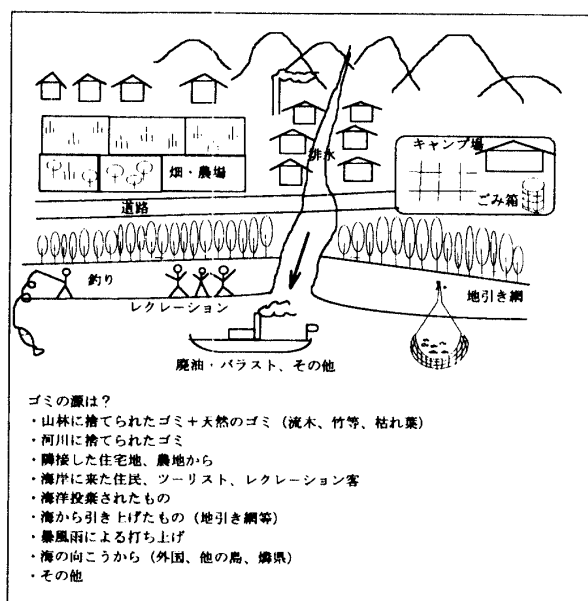 キャンプ場
排水
畑・農場
ごみ箱
道路
釣り
地引き網
レクレーション
廃油・バラスト、その他
ゴミの源は?
・山林に捨てられたゴミ+天然のゴミ(流木、竹等、枯れ葉)
・河川に捨てられたゴミ
・隣接した住宅地、農地から
・海岸に来た住民、ツーリスト、レクレーション客
・海洋投棄されたもの
・海から引き上げたもの(地引き網等)
・暴風雨による打ち上げ
・海の向こうから(外国、他の島、隣県)
・その他